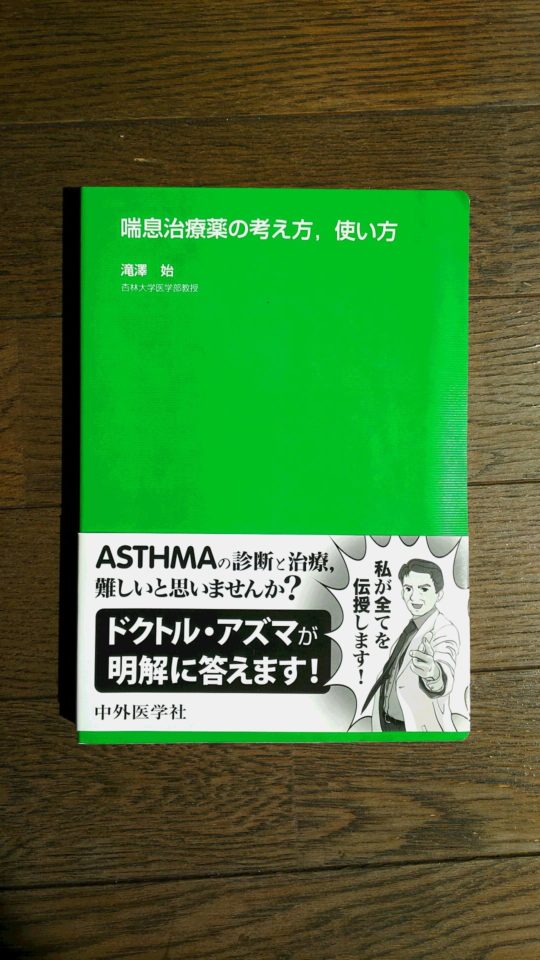 喘息治療薬の考え方，使い方
滝澤　始
杏林大学医学部教授
ASTHMAの診断と治療，
難しいと思いませんか？
ドクトル・アズマが
明解に答えます！
私が全てを
伝授します！
中外医学社